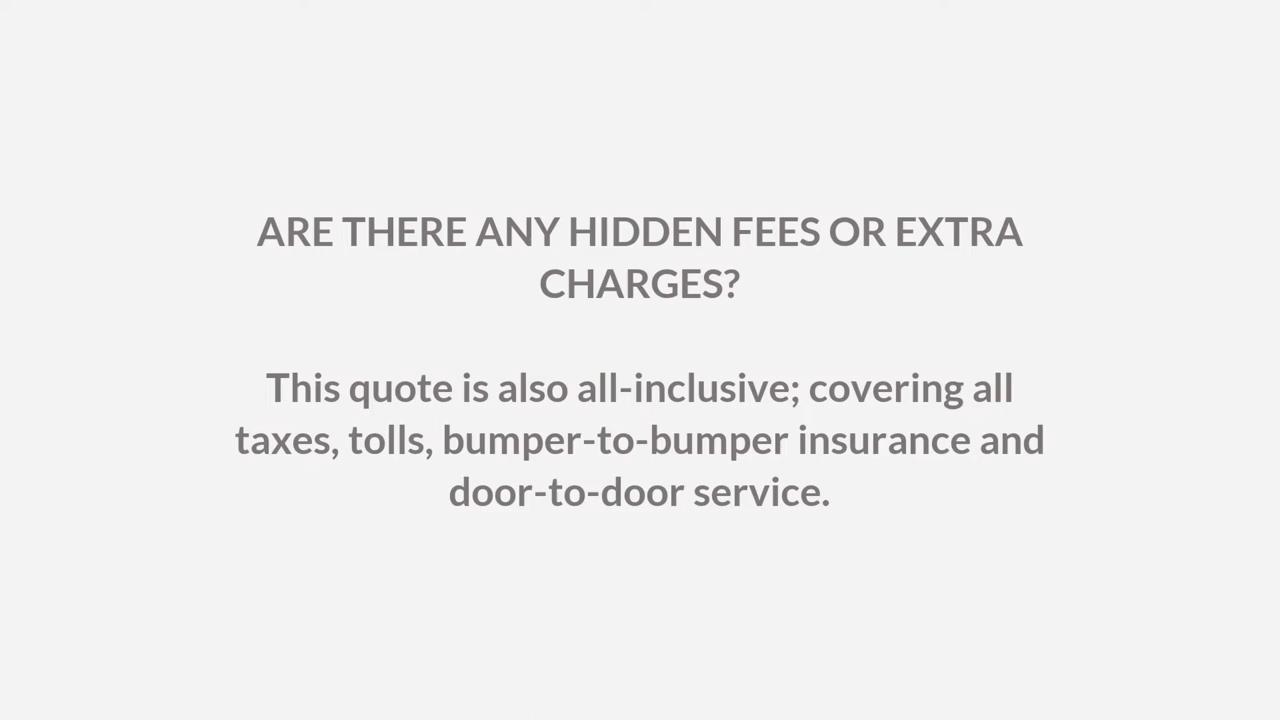 ARE THERE ANY HIDDEN FEES OR EXTRA
CHARGES?
This quote is also all-inclusive; covering all
taxes, tolls, bumper-to-bumper insurance and
door-to-door service.